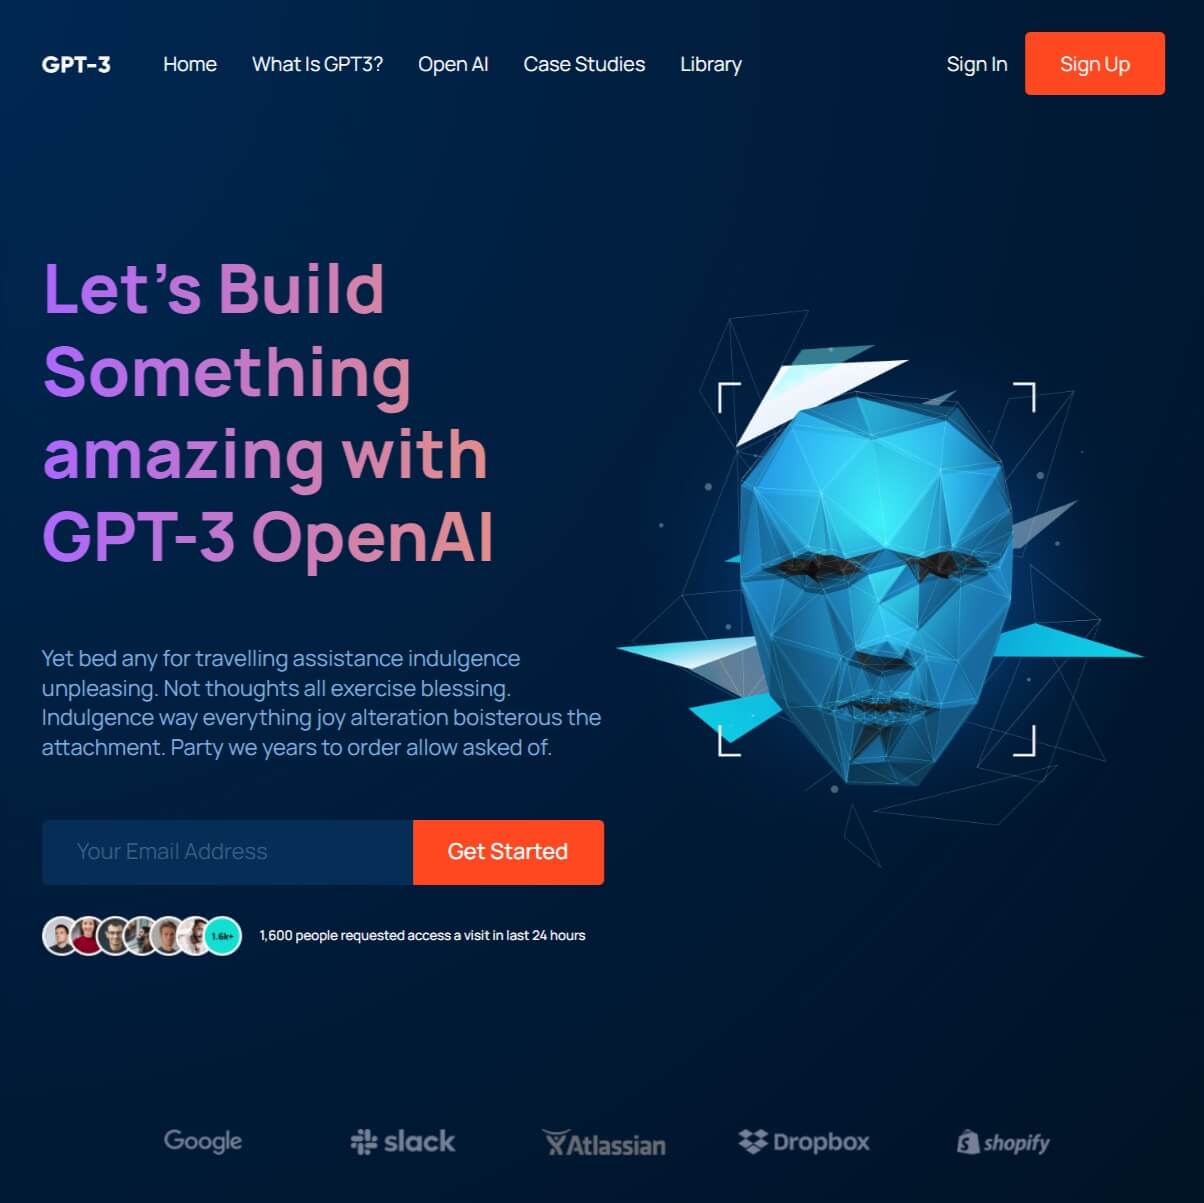 GPT-3
Home
What Is GPT3?
Open AI
Case Studies
Library
Sign In
Sign Up
Let's Build
Something
amazing with
GPT-3 OpenAI
Yet bed any for travelling assistance indulgence
unpleasing. Not thoughts all exercise blessing.
Indulgence way everything joy alteration boisterous the
attachment. Party we years to order allow asked of.
Your Email Address
Get Started
1.6k+
1,600 people requested access a visit in last 24 hours
Google
slack
Atlassian
Dropbox
shopify